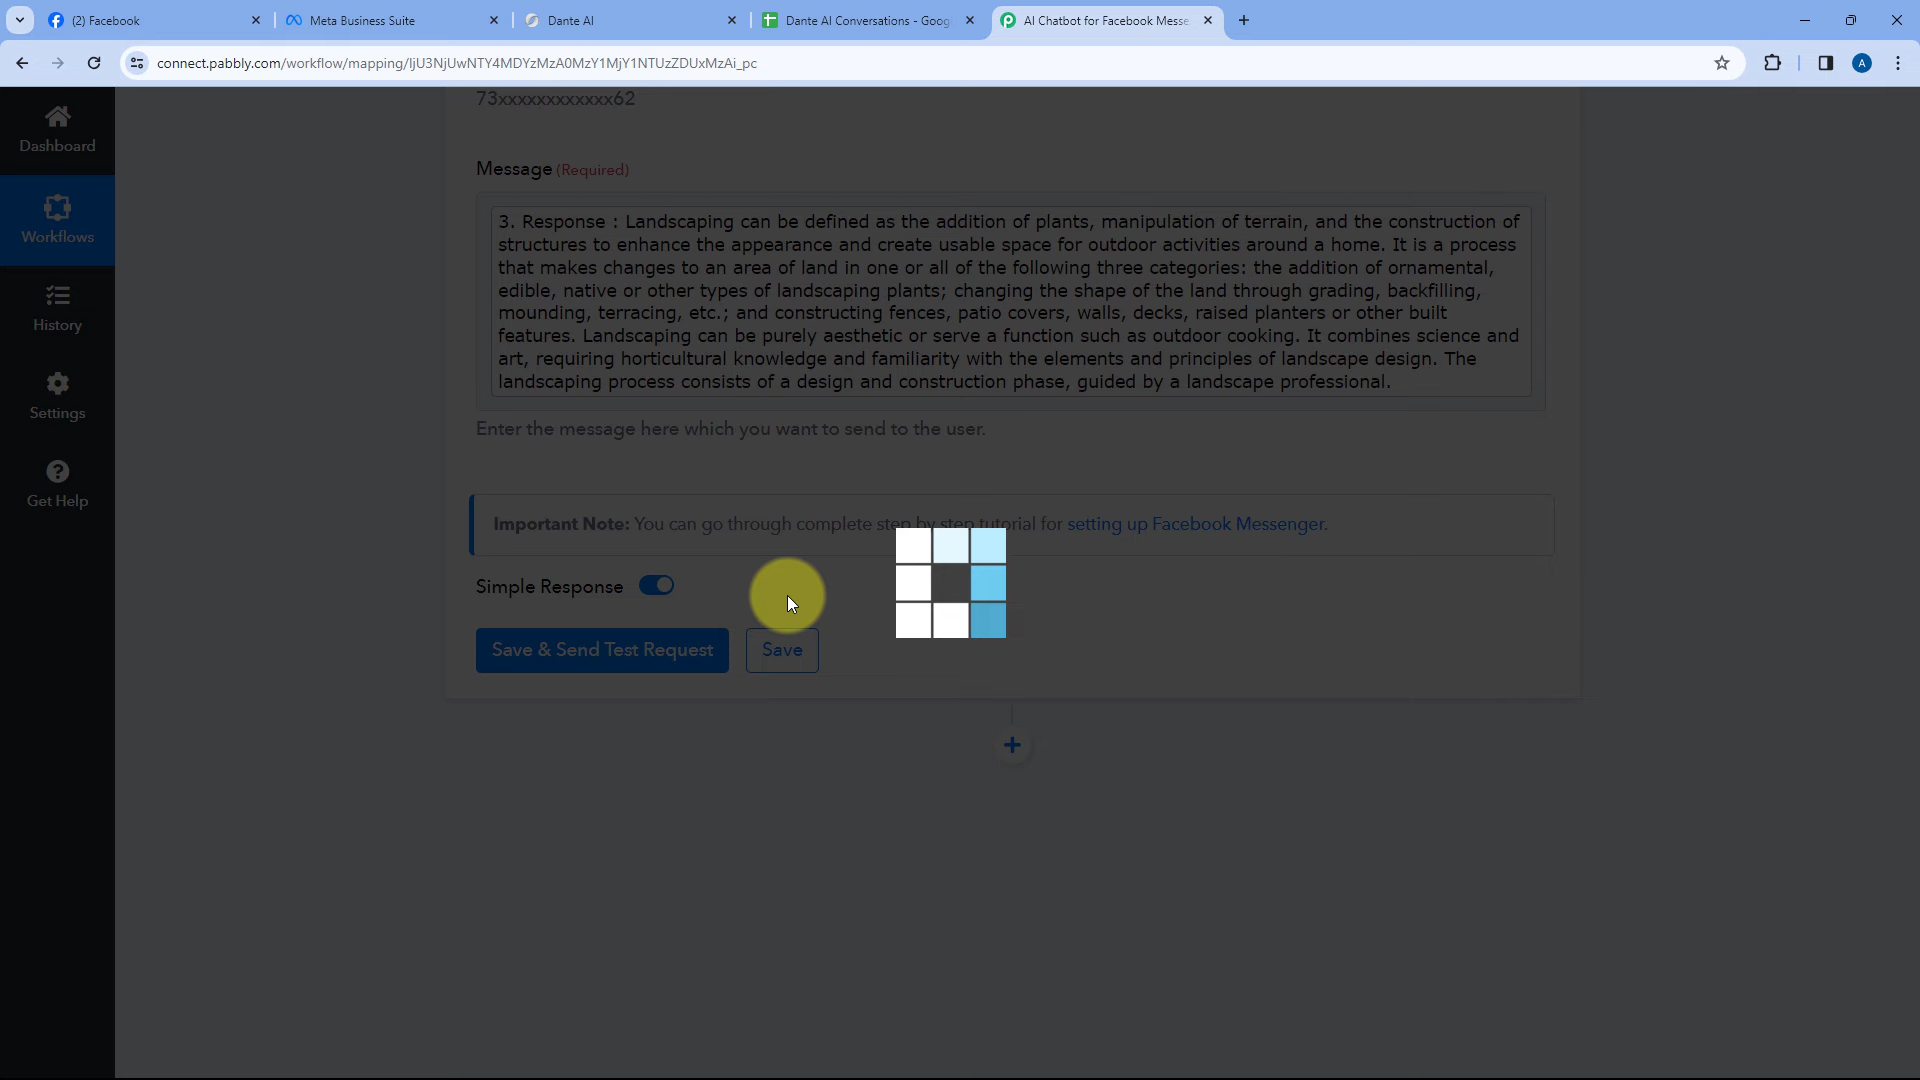 (2) Facebook
Meta Business Suite
Dante AI
Dante AI Conversations - Goog
AI Chatbot for Facebook Messe
connect.pabbly.com/workflow/mapping/IjU3NjUwNTY4MDYzMzA0MzY1MjY1NTUzZDUxMzAi_pc
A
Dashboard
Workflows
History
Settings
Get Help
73xxxxxxxxxxxx62
Message (Required)
3. Response : Landscaping can be defined as the addition of plants, manipulation of terrain, and the construction of
structures to enhance the appearance and create usable space for outdoor activities around a home. It is a process
that makes changes to an area of land in one or all of the following three categories: the addition of ornamental,
edible, native or other types of landscaping plants; changing the shape of the land through grading, backfilling,
mounding, terracing, etc.; and constructing fences, patio covers, walls, decks, raised planters or other built
features. Landscaping can be purely aesthetic or serve a function such as outdoor cooking. It combines science and
art, requiring horticultural knowledge and familiarity with the elements and principles of landscape design. The
landscaping process consists of a design and construction phase, guided by a landscape professional.
Enter the message here which you want to send to the user.
Important Note: You can go through complete step by step tutorial for setting up Facebook Messenger.
Simple Response
Save & Send Test Request
Save